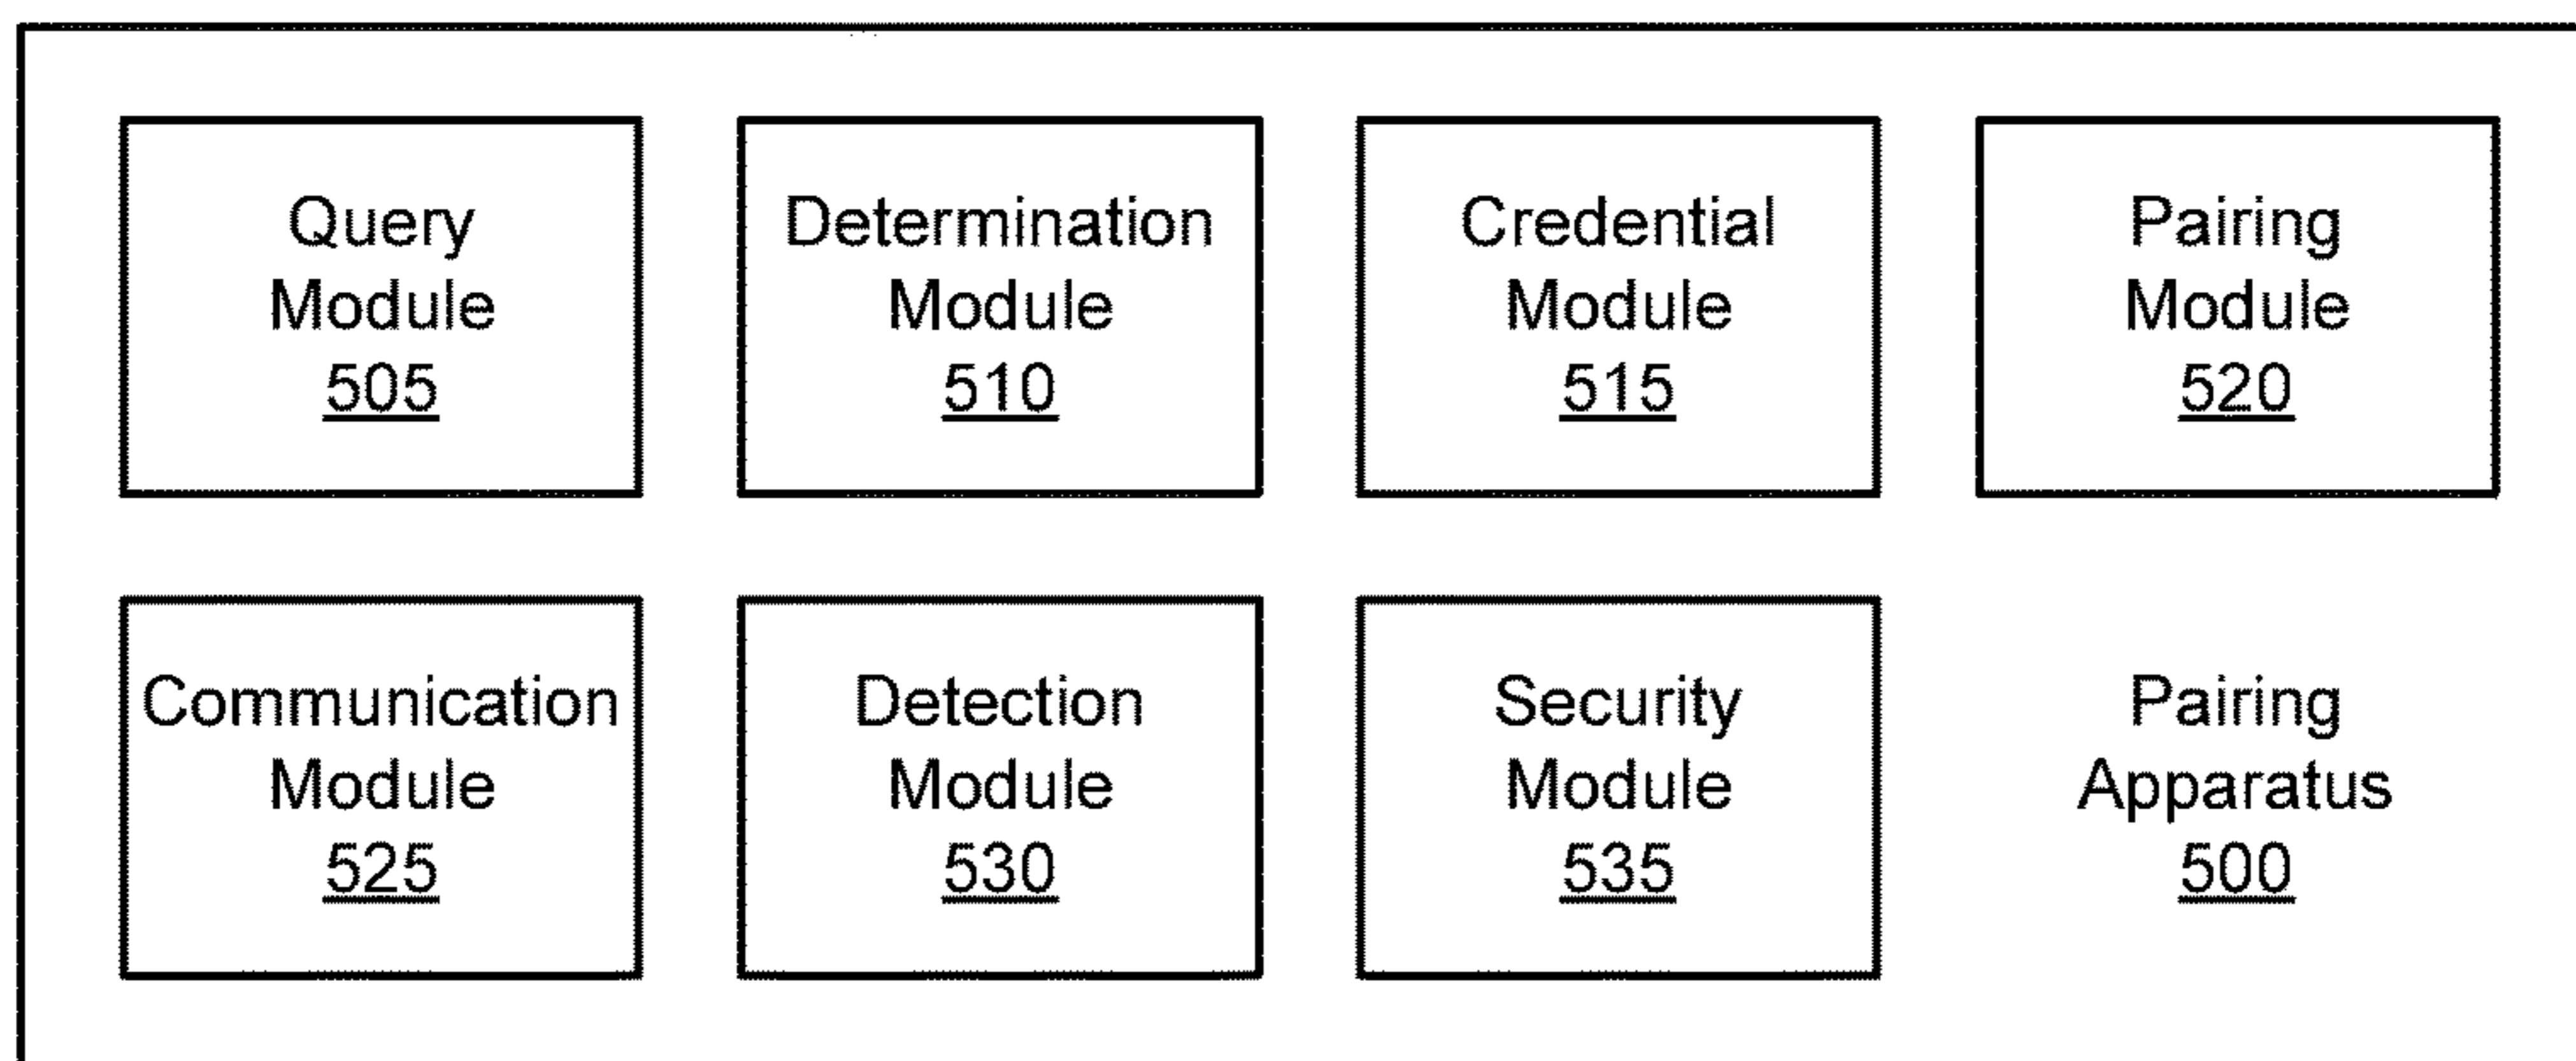 Query
Module
505
Determination
Module
510
Credential
Module
515
Pairing
Module
520
Communication
Module
525
Detection
Module
530
Security
Module
535
Pairing
Apparatus
500